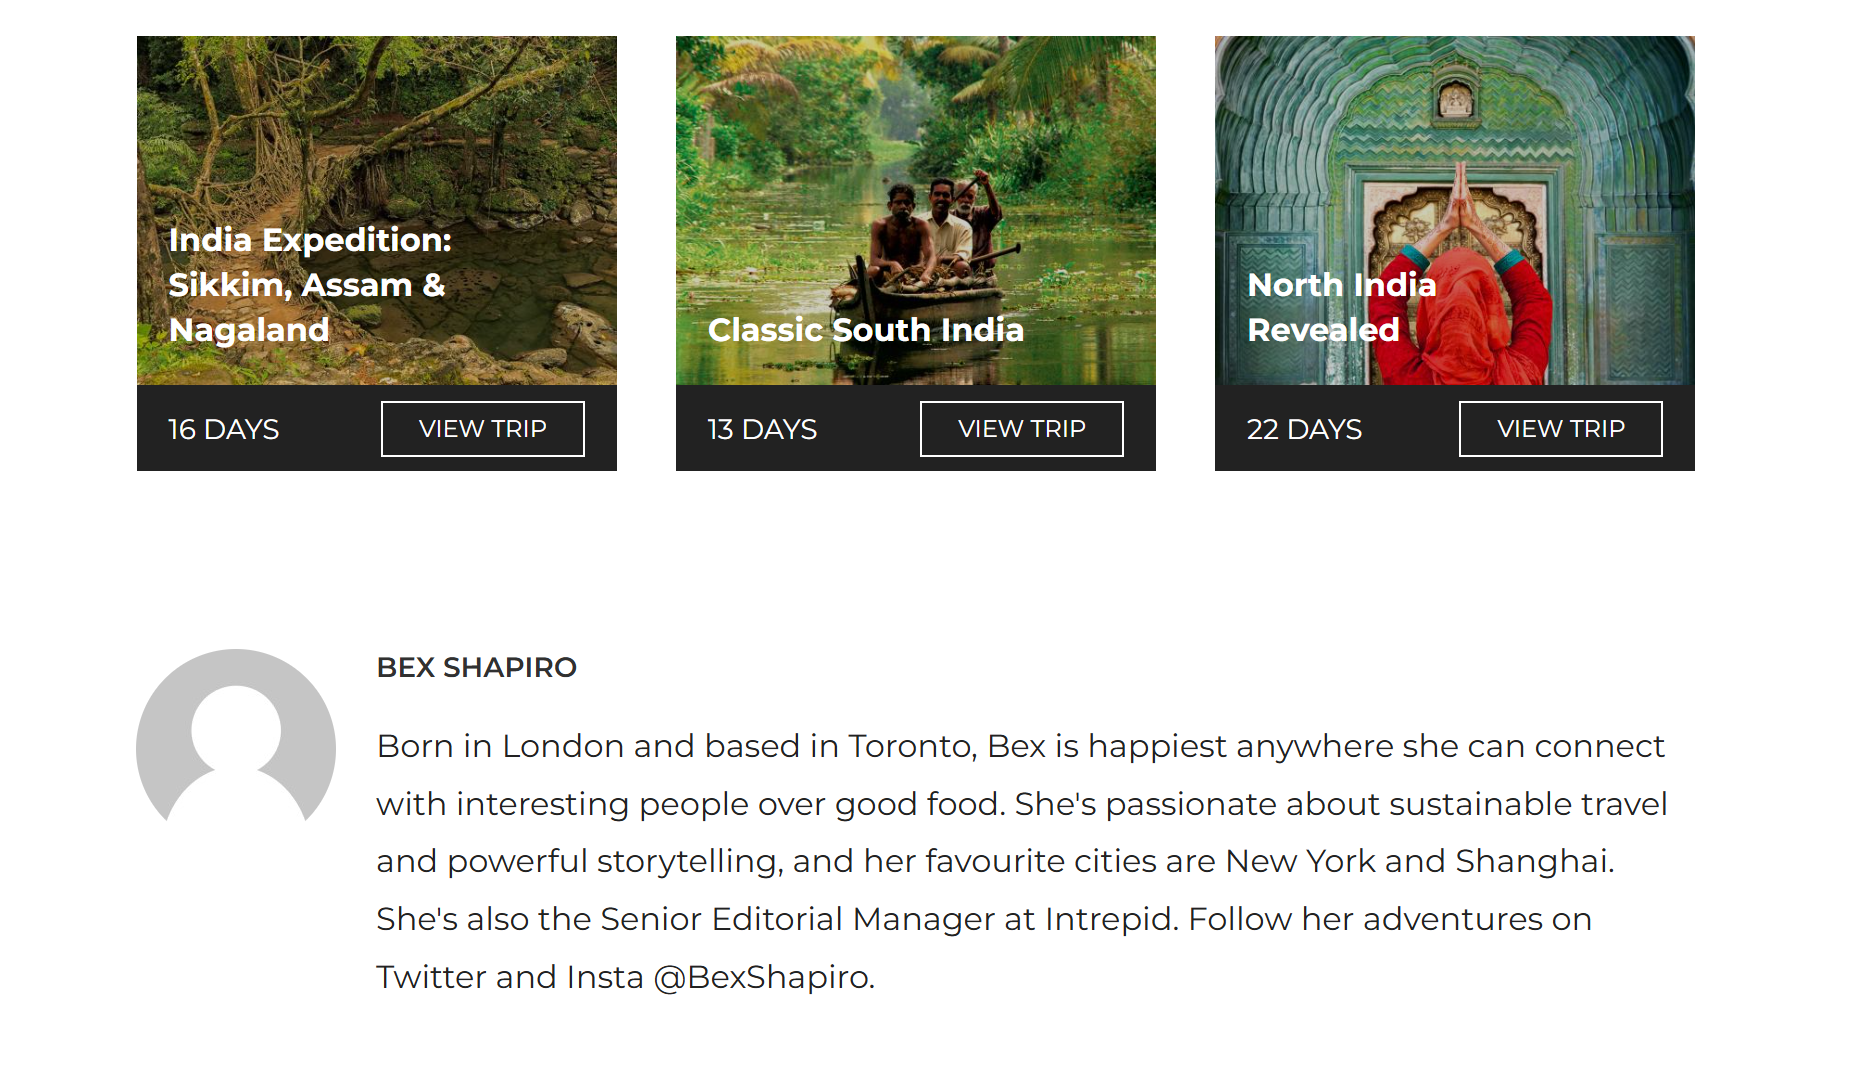 India Expedition:
Sikkim, Assam &
Nagaland
16 DAYS
VIEW TRIP
Classic South India
13 DAYS
VIEW TRIP
North India
Revealed
22 DAYS
VIEW TRIP
BEX SHAPIRO
Born in London and based in Toronto, Bex is happiest anywhere she can connect
with interesting people over good food. She's passionate about sustainable travel
and powerful storytelling, and her favourite cities are New York and Shanghai.
She's also the Senior Editorial Manager at Intrepid. Follow her adventures on
Twitter and Insta @BexShapiro.